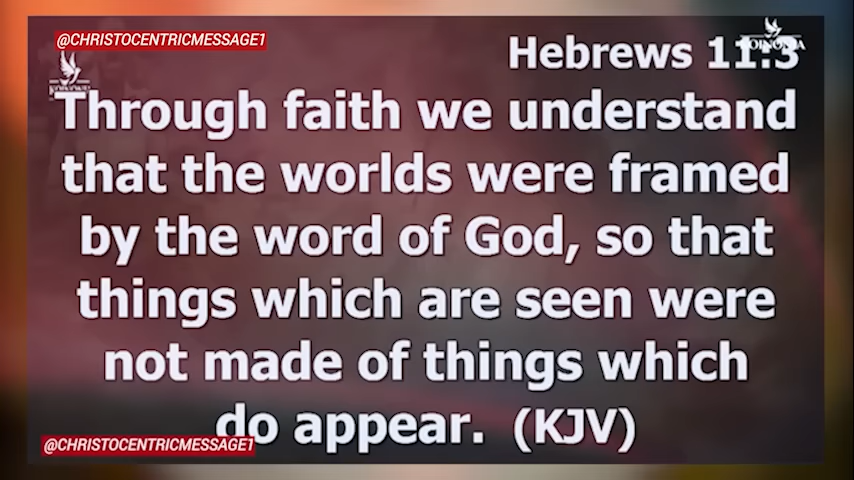 @CHRISTOCENTRICMESSAGE1
KOINONIA
Hebrews 11:3
Through faith we understand
that the worlds were framed
by the word of God, so that
things which are seen were
not made of things which
do appear. (KJV)
@CHRISTOCENTRICMESSAGE1